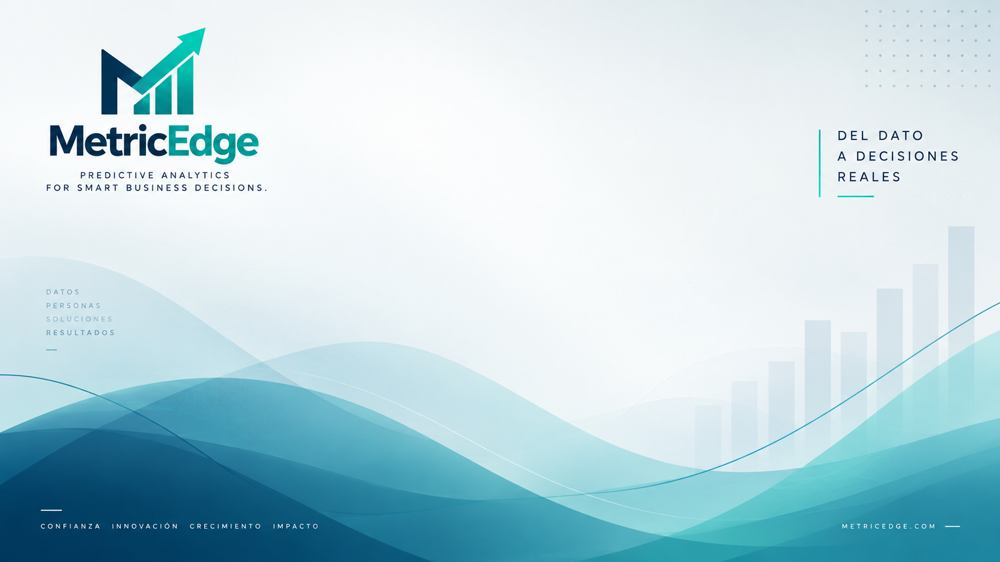 MetricEdge
PREDICTIVE ANALYTICS
FOR SMART BUSINESS DECISIONS.
DEL DATO
A DECISIONES
REALES
DATOS
PERSONAS
SOLUCIONES
RESULTADOS
CONFIANZA INNOVACIÓN CRECIMIENTO IMPACTO
METRICEDGE.COM